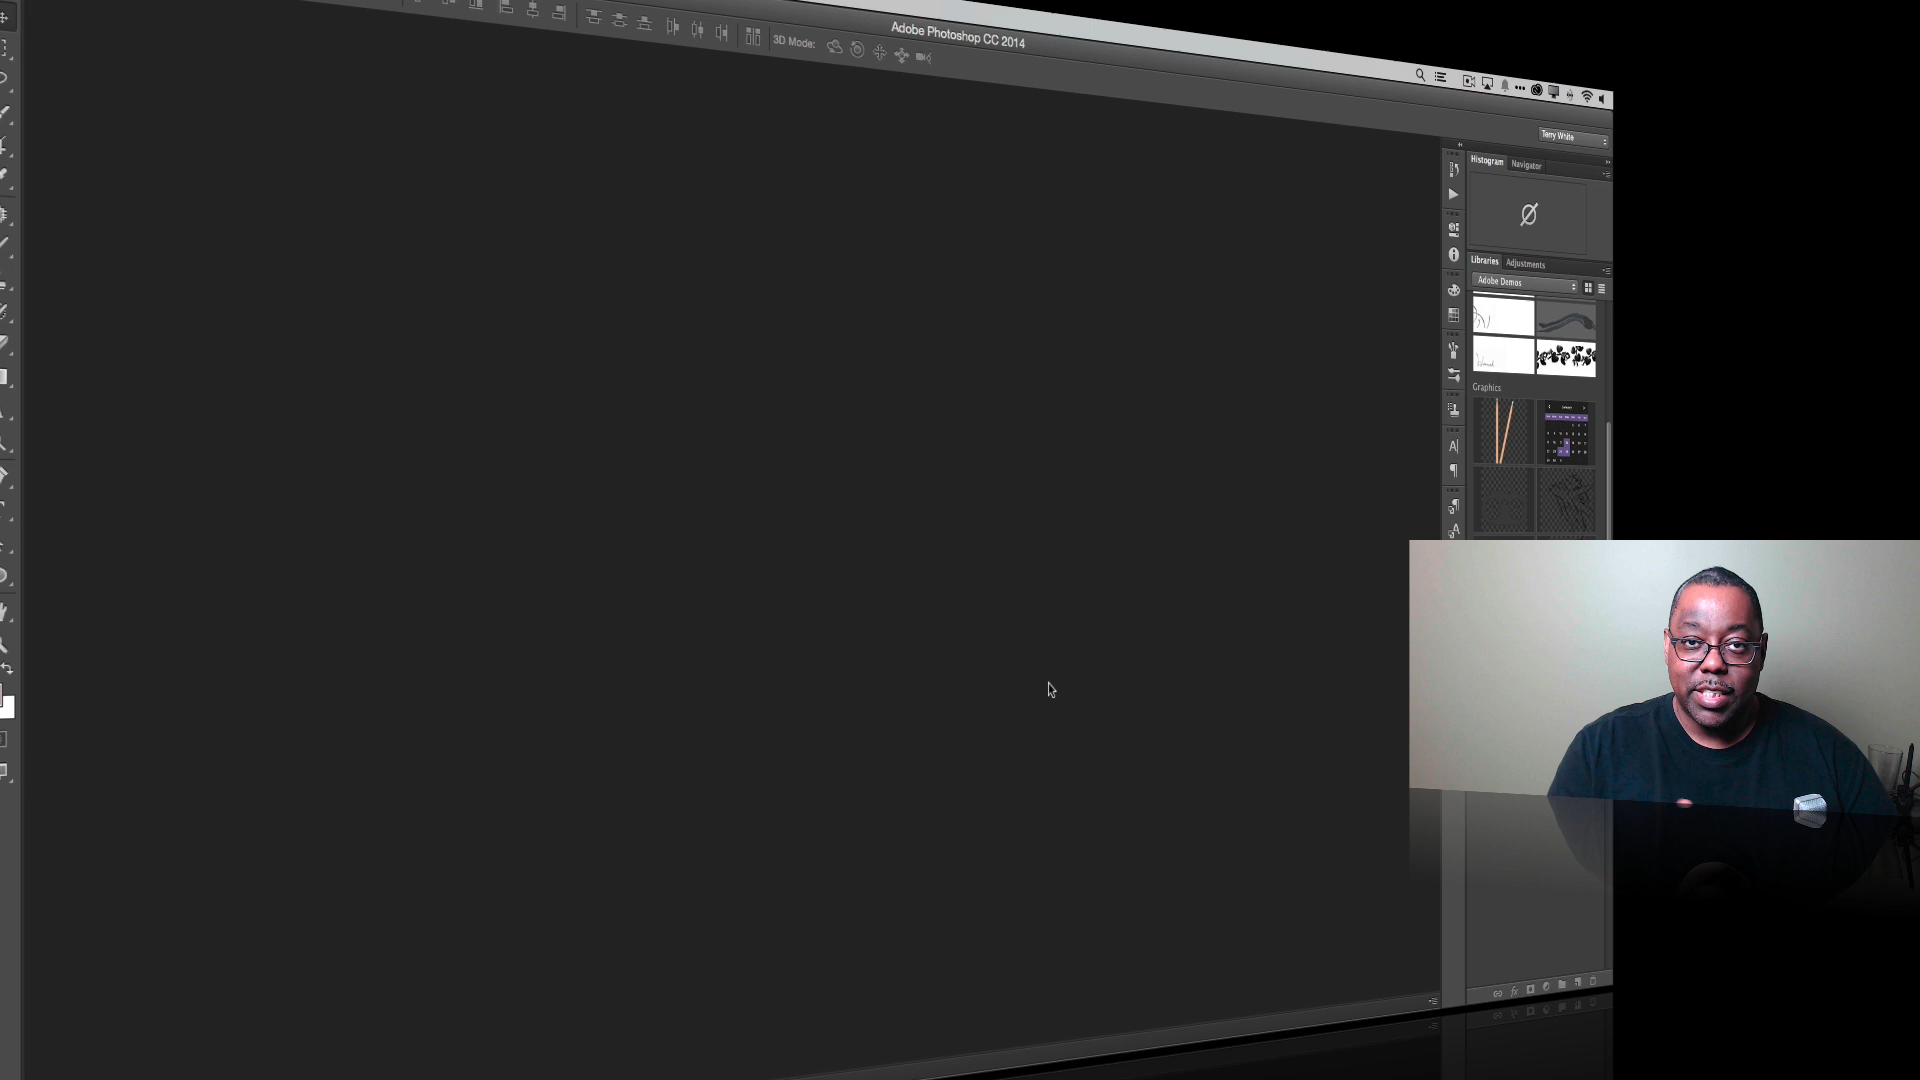 Adobe Photoshop CC 2014
3D Mode:
Terry White
Histogram Navigator
Libraries Adjustments
Adobe Demos
Graphics